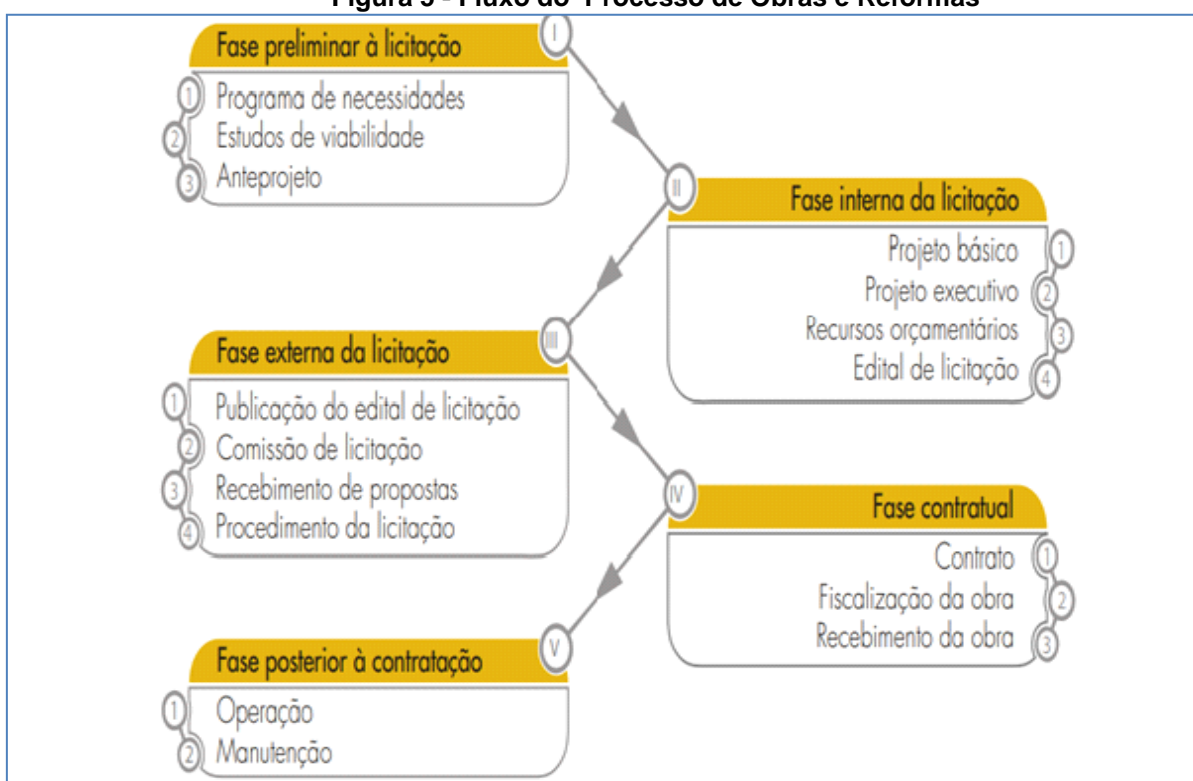 Figura 5 - Fluxo do Processo de Obras e Reformas
I
Fase preliminar à licitação
1 Programa de necessidades
2 Estudos de viabilidade
3 Anteprojeto
II
Fase interna da licitação
Projeto básico 1
Projeto executivo 2
Recursos orçamentários 3
Edital de licitação 4
III
Fase externa da licitação
1 Publicação do edital de licitação
2 Comissão de licitação
3 Recebimento de propostas
4 Procedimento da licitação
IV
Fase contratual
Contrato 1
Fiscalização da obra 2
Recebimento da obra 3
V
Fase posterior à contratação
1 Operação
2 Manutenção